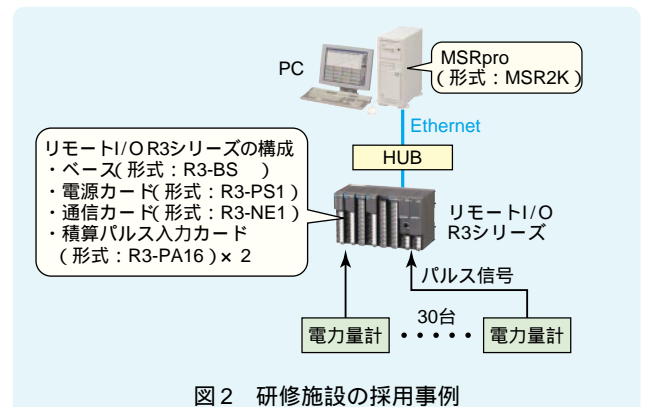 PC
MSRpro
(形式：MSR2K)
Ethernet
HUB
リモートI/O R3シリーズの構成
・ベース(形式：R3-BS　)
・電源カード(形式：R3-PS1)
・通信カード(形式：R3-NE1)
・積算パルス入力カード
(形式：R3-PA16)× 2
リモートI/O
R3シリーズ
パルス信号
30台
電力量計 ・・・・・ 電力量計
図２　研修施設の採用事例